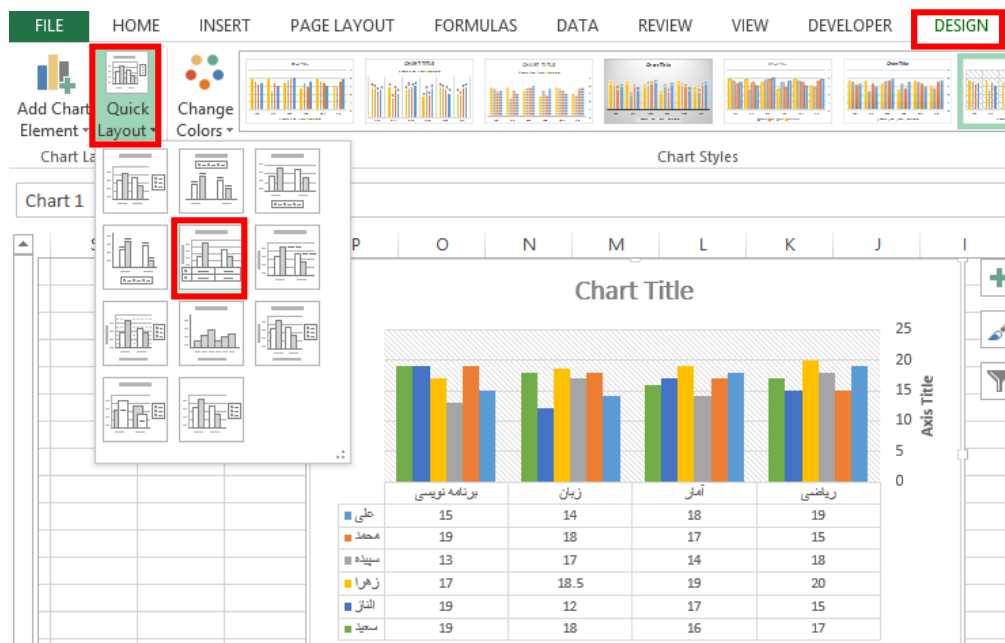 FILE HOME INSERT PAGE LAYOUT FORMULAS DATA REVIEW VIEW DEVELOPER DESIGN
Add Chart Element
Quick Layout
Change Colors
Chart La
Chart Styles
Chart 1
P O N M L K J I
Chart Title
25
20
15
10
5
0
Axis Title
برنامه نویسی زبان آمار ریاضی
علی 15 14 18 19
محمد 19 18 17 15
سپیده 13 17 14 18
زهرا 17 18.5 19 20
الناز 19 12 17 15
سعید 19 18 16 17